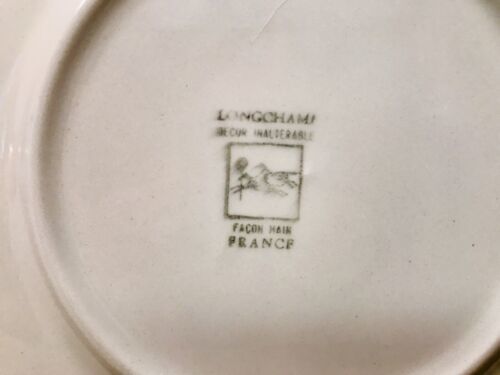 LONGCHAMP
DECOR INALTERABLE
FAÇON MAIN
FRANCE